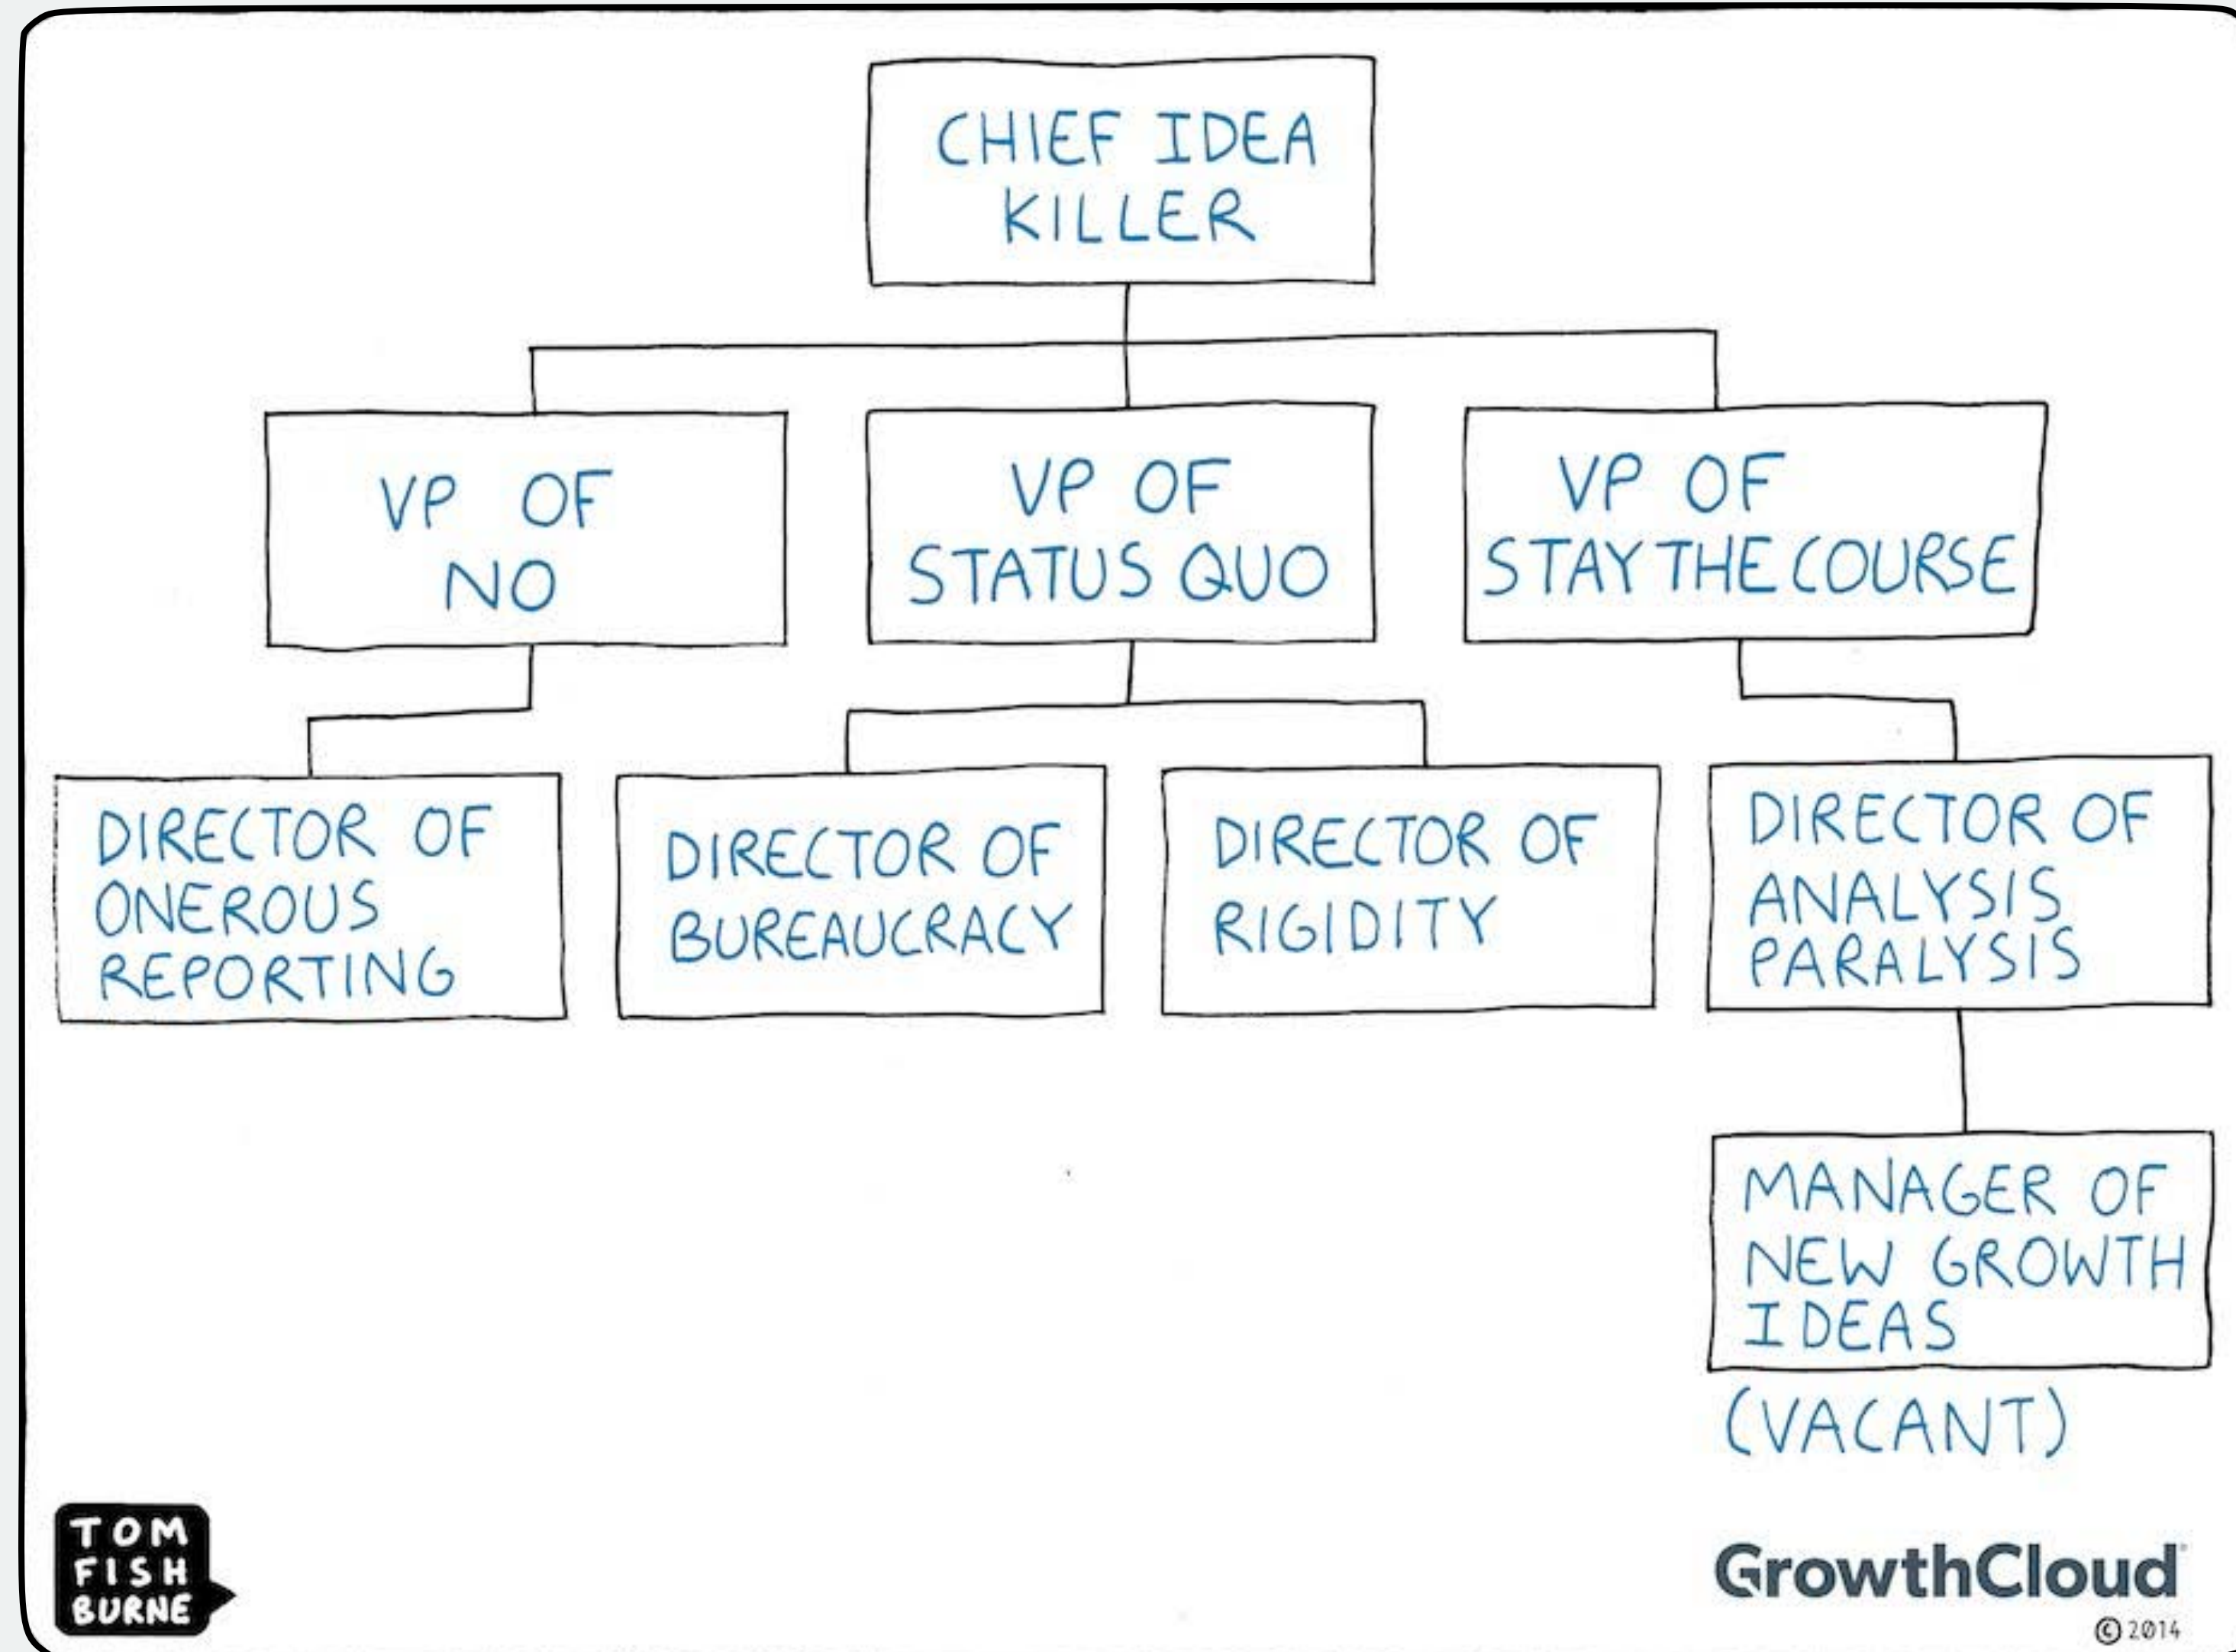 CHIEF IDEA
KILLER
VP OF
NO
VP OF
STATUS QUO
VP OF
STAY THE COURSE
DIRECTOR OF
ONEROUS
REPORTING
DIRECTOR OF
BUREAUCRACY
DIRECTOR OF
RIGIDITY
DIRECTOR OF
ANALYSIS
PARALYSIS
MANAGER OF
NEW GROWTH
IDEAS
(VACANT)
TOM
FISH
BURNE
GrowthCloud
© 2014